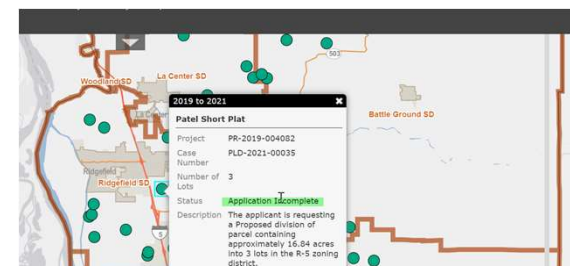 503
Woodland SD
La Center SD
2019 to 2021
Patel Short Plat
Battle Ground SD
Project PR-2019-004082
Case Number PLD-2021-00035
Number of Lots 3
Ridgefield
Ridgefield SD
Status Application Incomplete
Description The applicant is requesting
a Proposed division of
parcel containing
approximately 16.84 acres
into 3 lots in the R-5 zoning
district.
5